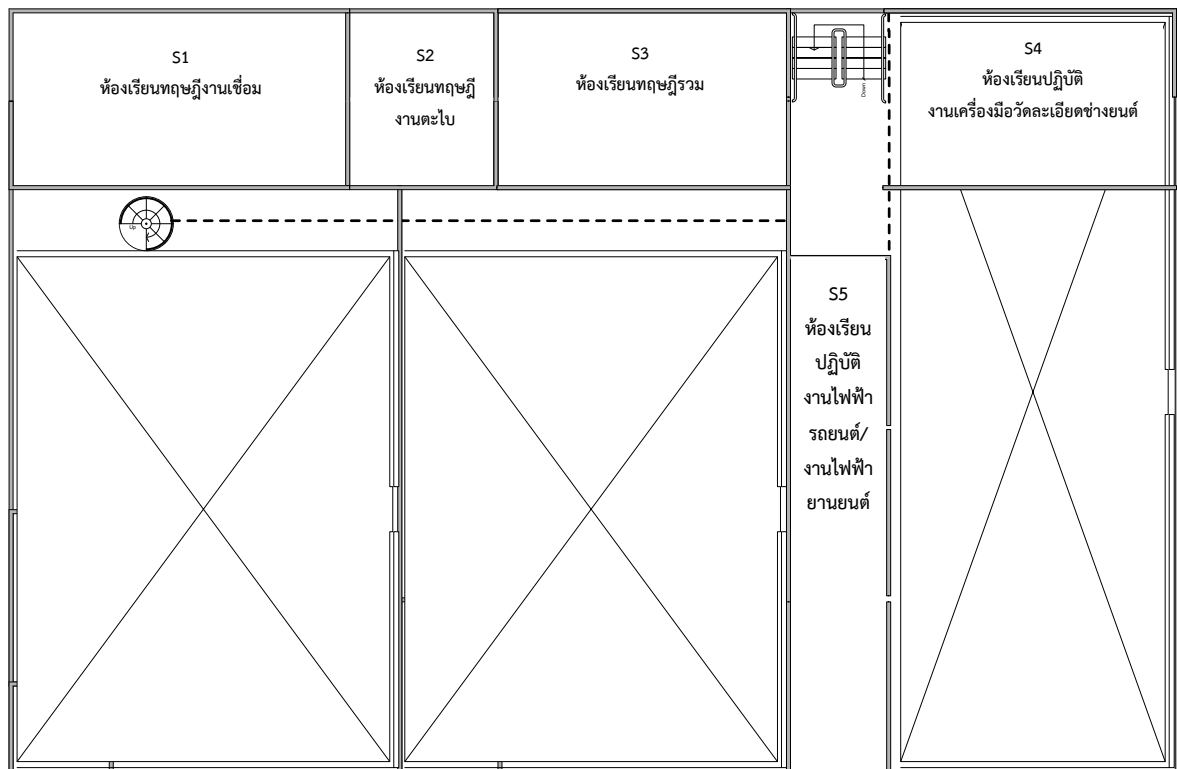 S1
ห้องเรียนทฤษฎีงานเชื่อม
S2
ห้องเรียนทฤษฎี
งานตะไบ
S3
ห้องเรียนทฤษฎีรวม
Down
S4
ห้องเรียนปฏิบัติ
งานเครื่องมือวัดละเอียดช่างยนต์
Up
S5
ห้องเรียน
ปฏิบัติ
งานไฟฟ้า
รถยนต์/
งานไฟฟ้า
ยานยนต์